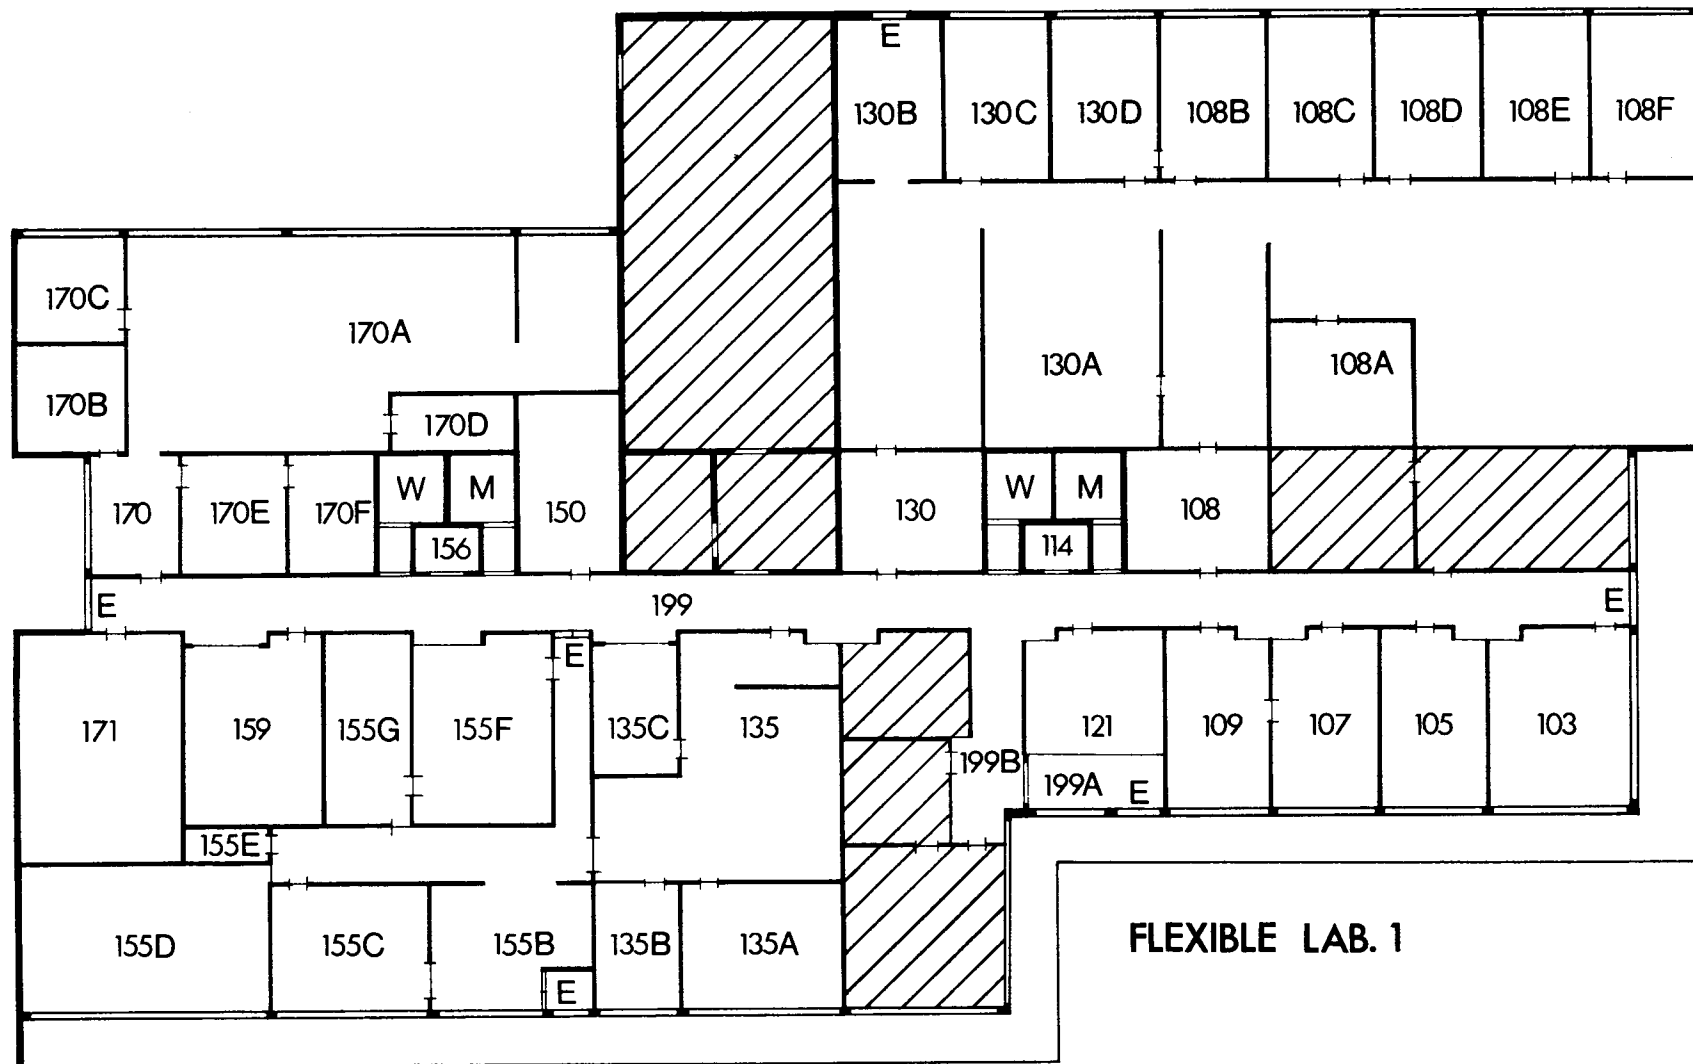 E
130B 130C 130D 108B 108C 108D 108E 108F
170C
170A
130A 108A
170B
170D
W M W M
170 170E 170F 150 130 108
156 114
E 199 E
E
171 159 155G 155F 135C 135 121 109 107 105 103
199B
199A E
155E
155D 155C 155B 135B 135A
FLEXIBLE LAB. 1
E